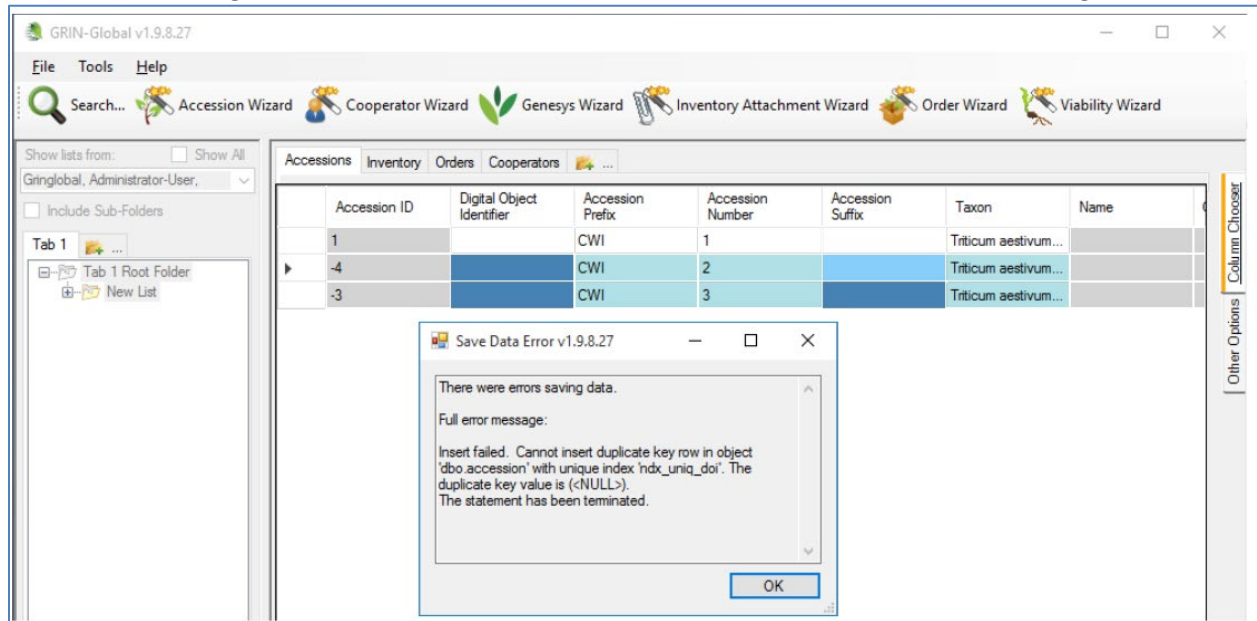 GRIN-Global v1.9.8.27
File Tools Help
Search... Accession Wizard Cooperator Wizard Genesys Wizard Inventory Attachment Wizard Order Wizard Viability Wizard
Show lists from: Show All
Gringlobal, Administrator-User,
Include Sub-Folders
Tab 1 ...
Tab 1 Root Folder
New List
Accessions Inventory Orders Cooperators ...
Accession ID Digital Object Identifier Accession Prefix Accession Number Accession Suffix Taxon Name
1 CWI 1 Triticum aestivum...
-4 CWI 2 Triticum aestivum...
-3 CWI 3 Triticum aestivum...
Column Chooser
Other Options
Save Data Error v1.9.8.27
There were errors saving data.
Full error message:
Insert failed. Cannot insert duplicate key row in object
'dbo.accession' with unique index 'ndx_uniq_doi'. The
duplicate key value is (<NULL>).
The statement has been terminated.
OK